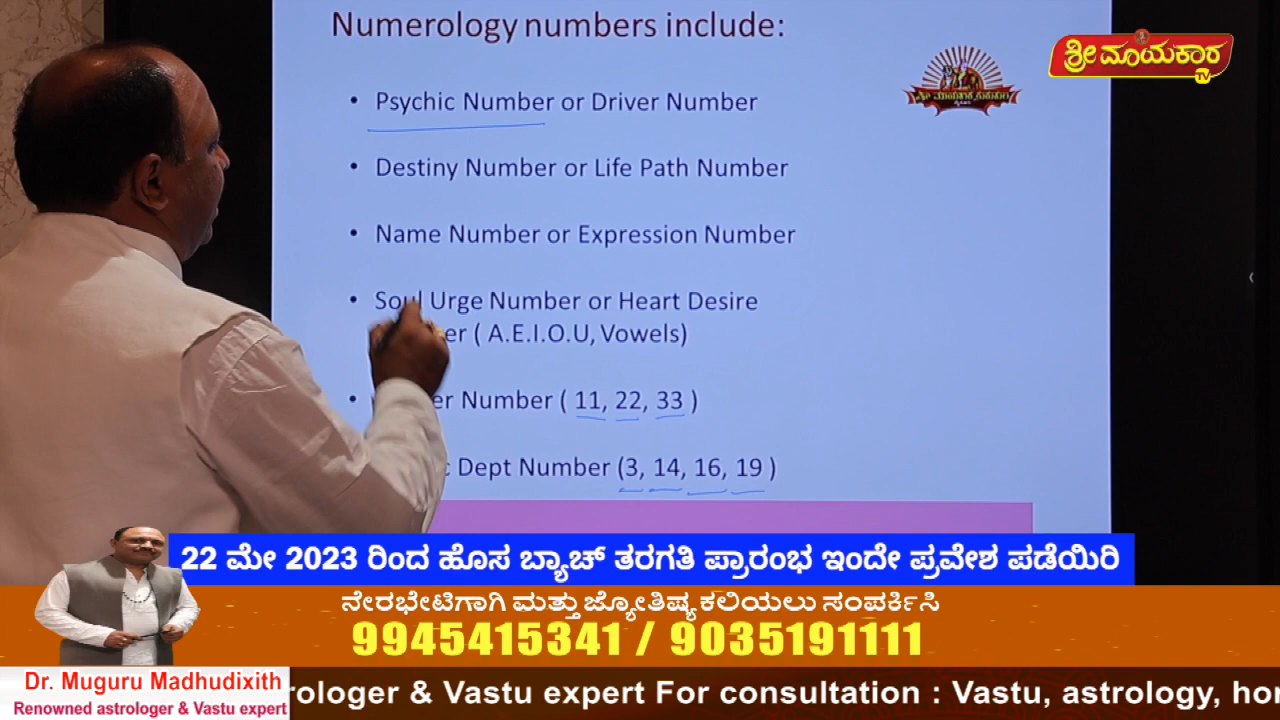 Numerology numbers include:
ಶ್ರೀ ಮಾಯಕಾರ
TV
• Psychic Number or Driver Number
• Destiny Number or Life Path Number
• Name Number or Expression Number
• Soul Urge Number or Heart Desire
er ( A.E.I.O.U, Vowels)
• er Number ( 11, 22, 33 )
c Dept Number (3, 14, 16, 19 )
22 ಮೇ 2023 ರಿಂದ ಹೊಸ ಬ್ಯಾಚ್ ತರಗತಿ ಪ್ರಾರಂಭ ಇಂದೇ ಪ್ರವೇಶ ಪಡೆಯಿರಿ
ನೇರಭೇಟಿಗಾಗಿ ಮತ್ತು ಜ್ಯೋತಿಷ್ಯ ಕಲಿಯಲು ಸಂಪರ್ಕಿಸಿ
9945415341 / 9035191111
Dr. Muguru Madhudixith
Renowned astrologer & Vastu expert
rologer & Vastu expert For consultation : Vastu, astrology, hor